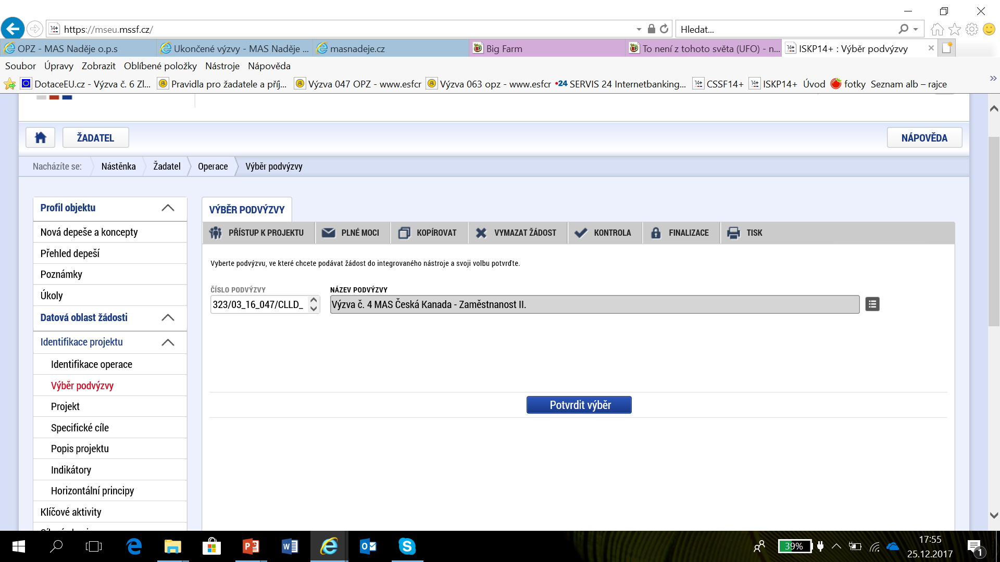 https://mseu.mssf.cz/
Hledat...
OPZ - MAS Naděje o.p.s
Ukončené výzvy - MAS Naděje ...
masnadeje.cz
Big Farm
To není z tohoto světa (UFO) - n...
ISKP14+ : Výběr podvýzvy
Soubor Úpravy Zobrazit Oblíbené položky Nástroje Nápověda
DotaceEU.cz - Výzva č. 6 Zl... Pravidla pro žadatele a příj... Výzva 047 OPZ - www.esfcr Výzva 063 opz - www.esfcr SERVIS 24 Internetbanking... CSSF14+ ISKP14+ Úvod fotky Seznam alb – rajce
ŽADATEL
NÁPOVĚDA
Nacházíte se: Nástěnka Žadatel Operace Výběr podvýzvy
Profil objektu
Nová depeše a koncepty
Přehled depeší
Poznámky
Úkoly
Datová oblast žádosti
Identifikace projektu
Identifikace operace
Výběr podvýzvy
Projekt
Specifické cíle
Popis projektu
Indikátory
Horizontální principy
Klíčové aktivity
VÝBĚR PODVÝZVY
PŘÍSTUP K PROJEKTU PLNÉ MOCI KOPÍROVAT VYMAZAT ŽÁDOST KONTROLA FINALIZACE TISK
Vyberte podvýzvu, ve které chcete podávat žádost do integrovaného nástroje a svoji volbu potvrďte.
ČÍSLO PODVÝZVY
323/03_16_047/CLLD_
NÁZEV PODVÝZVY
Výzva č. 4 MAS Česká Kanada - Zaměstnanost II.
Potvrdit výběr
39%
17:55
25.12.2017
1